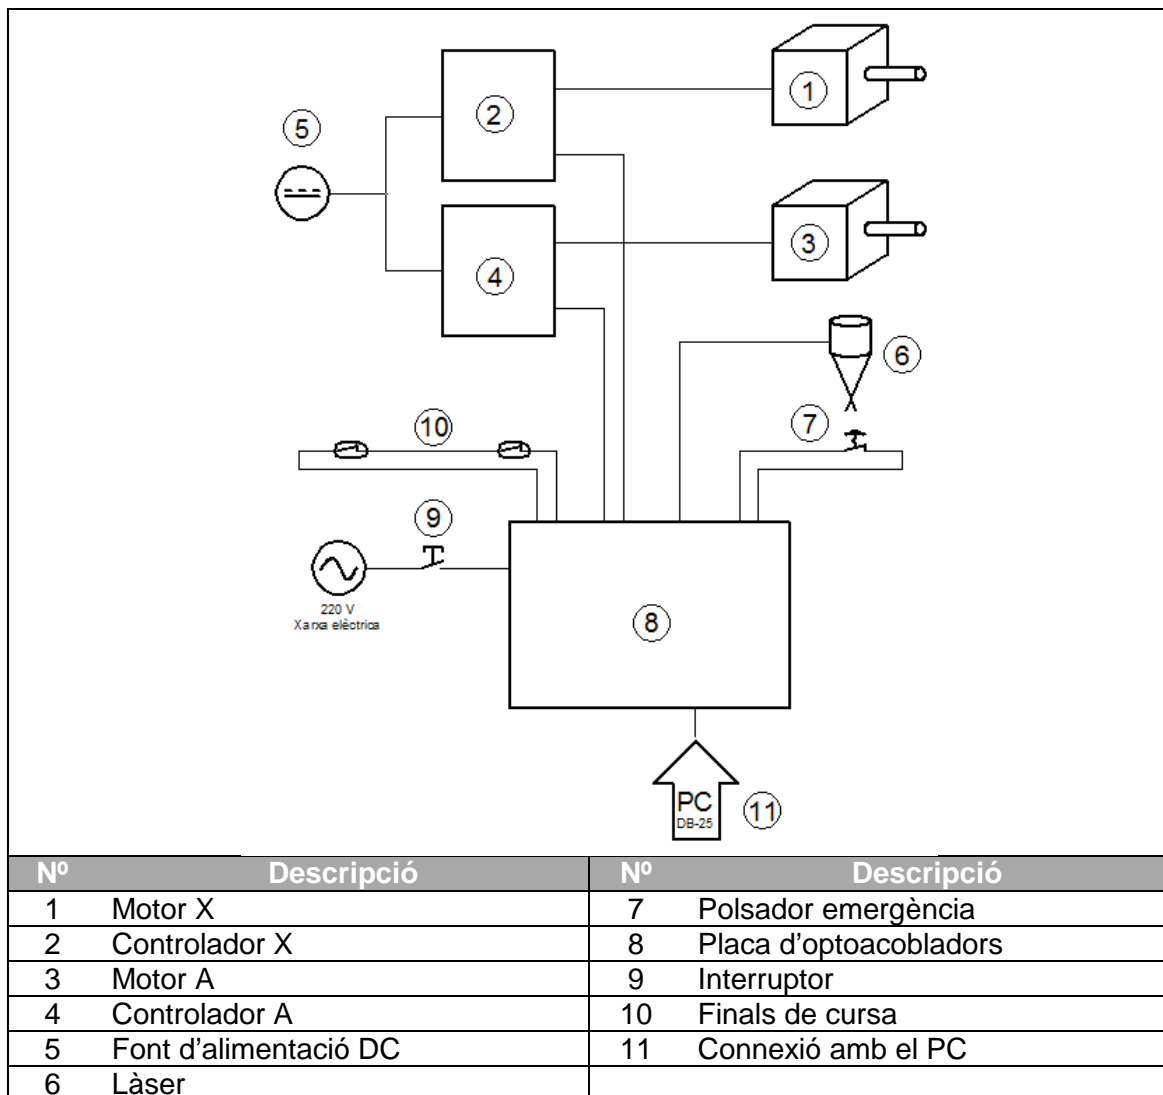 5
2
1
4
3
6
7
10
9
220 V
Xarxa elèctrica
8
PC
DB-25
11
Nº Descripció Nº Descripció
1 Motor X 7 Polsador emergència
2 Controlador X 8 Placa d’optoacobladors
3 Motor A 9 Interruptor
4 Controlador A 10 Finals de cursa
5 Font d’alimentació DC 11 Connexió amb el PC
6 Làser